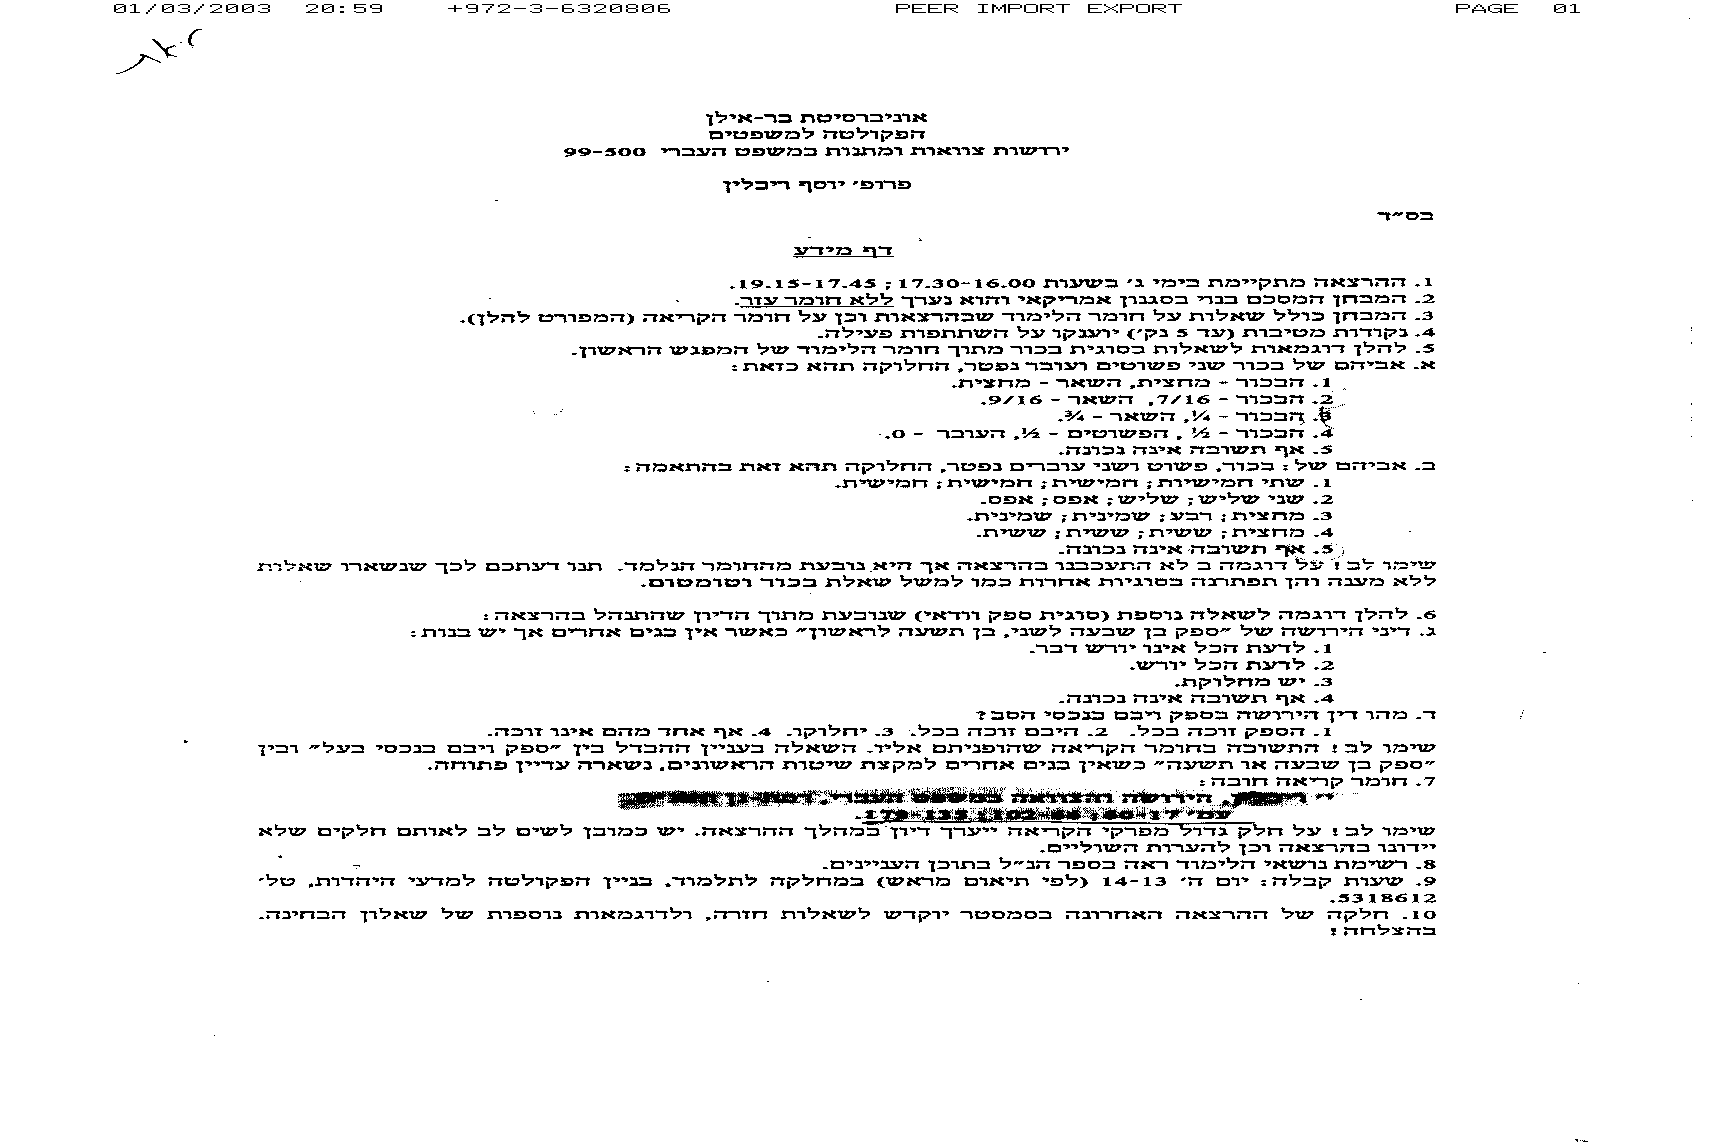 01/03/2003 20:59 +972-3-6320806 PEER IMPORT EXPORT PAGE 01
אוניברסיטת בר-אילן
הפקולטה למשפטים
ירושות צוואות ומתנות במשפט העברי 99-500
פרופ׳ יוסף ריבלין
בס״ד
דף מידע
1. ההרצאה מתקיימת בימי ג׳ בשעות 17.30-16.00 ; 19.15-17.45.
2. המבחן המסכם בנוי בסגנון אמריקאי והוא נערך ללא חומר עזר.
3. המבחן כולל שאלות על חומר הלימוד שבהרצאות וכן על חומר הקריאה (המפורט להלן).
4. נקודות מטיבות (עד 5 נק׳) יוענקו על השתתפות פעילה.
5. להלן דוגמאות לשאלות בסוגית בכור מתוך חומר הלימוד של המפגש הראשון.
א. אביהם של בכור שני פשוטים ועובר נפטר, החלוקה תהא כזאת:
1. הבכור - מחצית, השאר - מחצית.
2. הבכור - 7/16, השאר - 9/16.
3. הבכור - ¼, השאר - ¾.
4. הבכור - ½ , הפשוטים - ½, העובר - 0.
5. אף תשובה אינה נכונה.
ב. אביהם של: בכור, פשוט ושני עוברים נפטר, החלוקה תהא זאת בהתאמה:
1. שתי חמישיות; חמישית; חמישית; חמישית.
2. שני שליש; שליש; אפס; אפס.
3. מחצית; רבע; שמינית; שמינית.
4. מחצית; ששית; ששית; ששית.
5. אף תשובה אינה נכונה.
שימו לב! על דוגמה ב לא התעכבנו בהרצאה אך היא נובעת מהחומר הנלמד. תנו דעתכם לכך שנשארו שאלות
ללא מענה והן תפתרנה בסוגיות אחרות כמו למשל שאלת בכור וטומטום.
6. להלן דוגמה לשאלה נוספת (סוגית ספק וודאי) שנובעת מתוך הדיון שהתנהל בהרצאה:
ג. דיני הירושה של ״ספק בן שבעה לשני, בן תשעה לראשון״ כאשר אין בנים אחרים אך יש בנות:
1. לדעת הכל אינו יורש דבר.
2. לדעת הכל יורש.
3. יש מחלוקת.
4. אף תשובה אינה נכונה.
ד. מהו דין הירושה בספק ויבם בנכסי הסב?
1. הספק זוכה בכל. 2. היבם זוכה בכל. 3. יחלוקו. 4. אף אחד מהם אינו זוכה.
שימו לב! התשובה בחומר הקריאה שהופניתם אליו. השאלה בעניין ההבדל בין ״ספק ויבם בנכסי בעל״ ובין
״ספק בן שבעה או תשעה״ כשאין בנים אחרים למקצת שיטות הראשונים, נשארה עדיין פתוחה.
7. חומר קריאה חובה:
הירושה והצוואה במשפט העברי,
שימו לב! על חלק גדול מפרקי הקריאה ייערך דיון במהלך ההרצאה. יש כמובן לשים לב לאותם חלקים שלא
יידונו בהרצאה וכן להערות השוליים.
8. רשימת נושאי הלימוד ראה בספר הנ״ל בתוכן העניינים.
9. שעות קבלה: יום ה׳ 14-13 (לפי תיאום מראש) במחלקה לתלמוד, בניין הפקולטה למדעי היהדות, טל׳
5318612.
10. חלקה של ההרצאה האחרונה בסמסטר יוקדש לשאלות חזרה, ולדוגמאות נוספות של שאלון הבחינה.
בהצלחה!